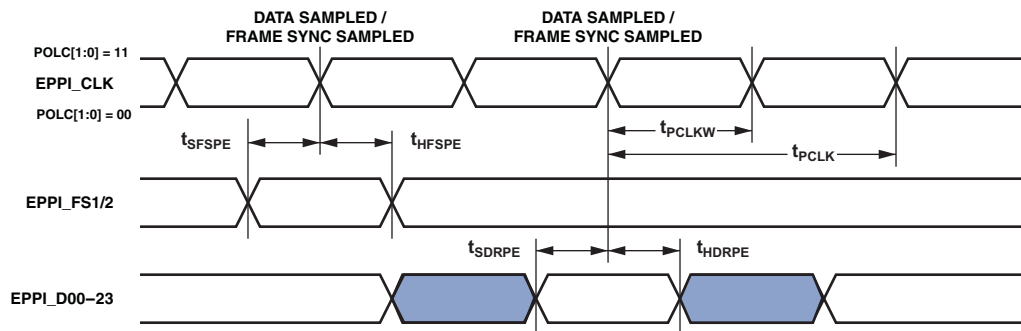 DATA SAMPLED /
FRAME SYNC SAMPLED
DATA SAMPLED /
FRAME SYNC SAMPLED
POLC[1:0] = 11
EPPI_CLK
POLC[1:0] = 00
tSFSPE
tHFSPE
tPCLKW
tPCLK
EPPI_FS1/2
tSDRPE
tHDRPE
EPPI_D00–23